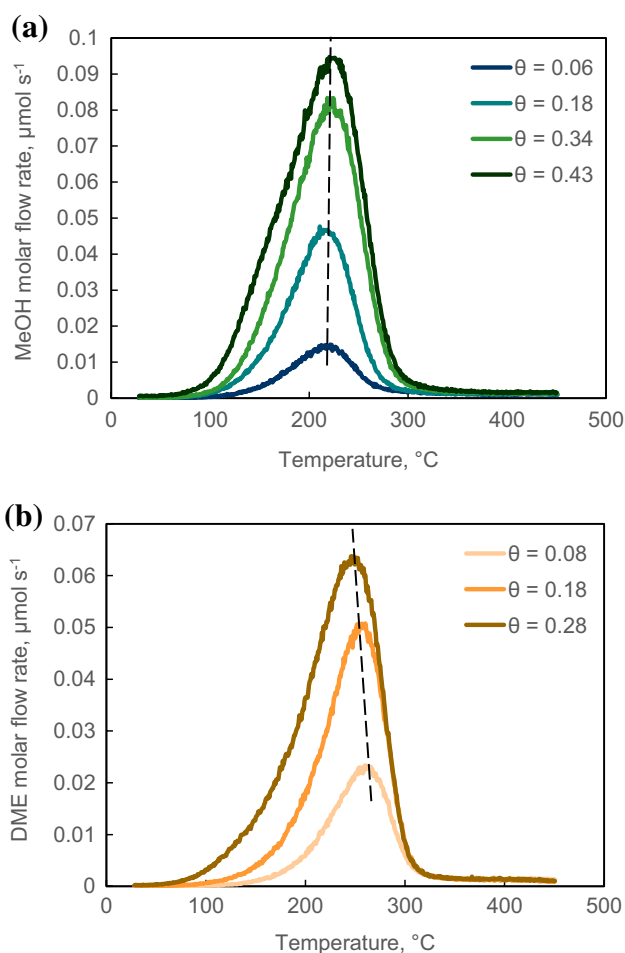 (a)
MeOH molar flow rate, µmol s⁻¹
0.1
0.09
0.08
0.07
0.06
0.05
0.04
0.03
0.02
0.01
0
θ = 0.06
θ = 0.18
θ = 0.34
θ = 0.43
0 100 200 300 400 500
Temperature, °C
(b)
DME molar flow rate, µmol s⁻¹
0.07
0.06
0.05
0.04
0.03
0.02
0.01
0
θ = 0.08
θ = 0.18
θ = 0.28
0 100 200 300 400 500
Temperature, °C